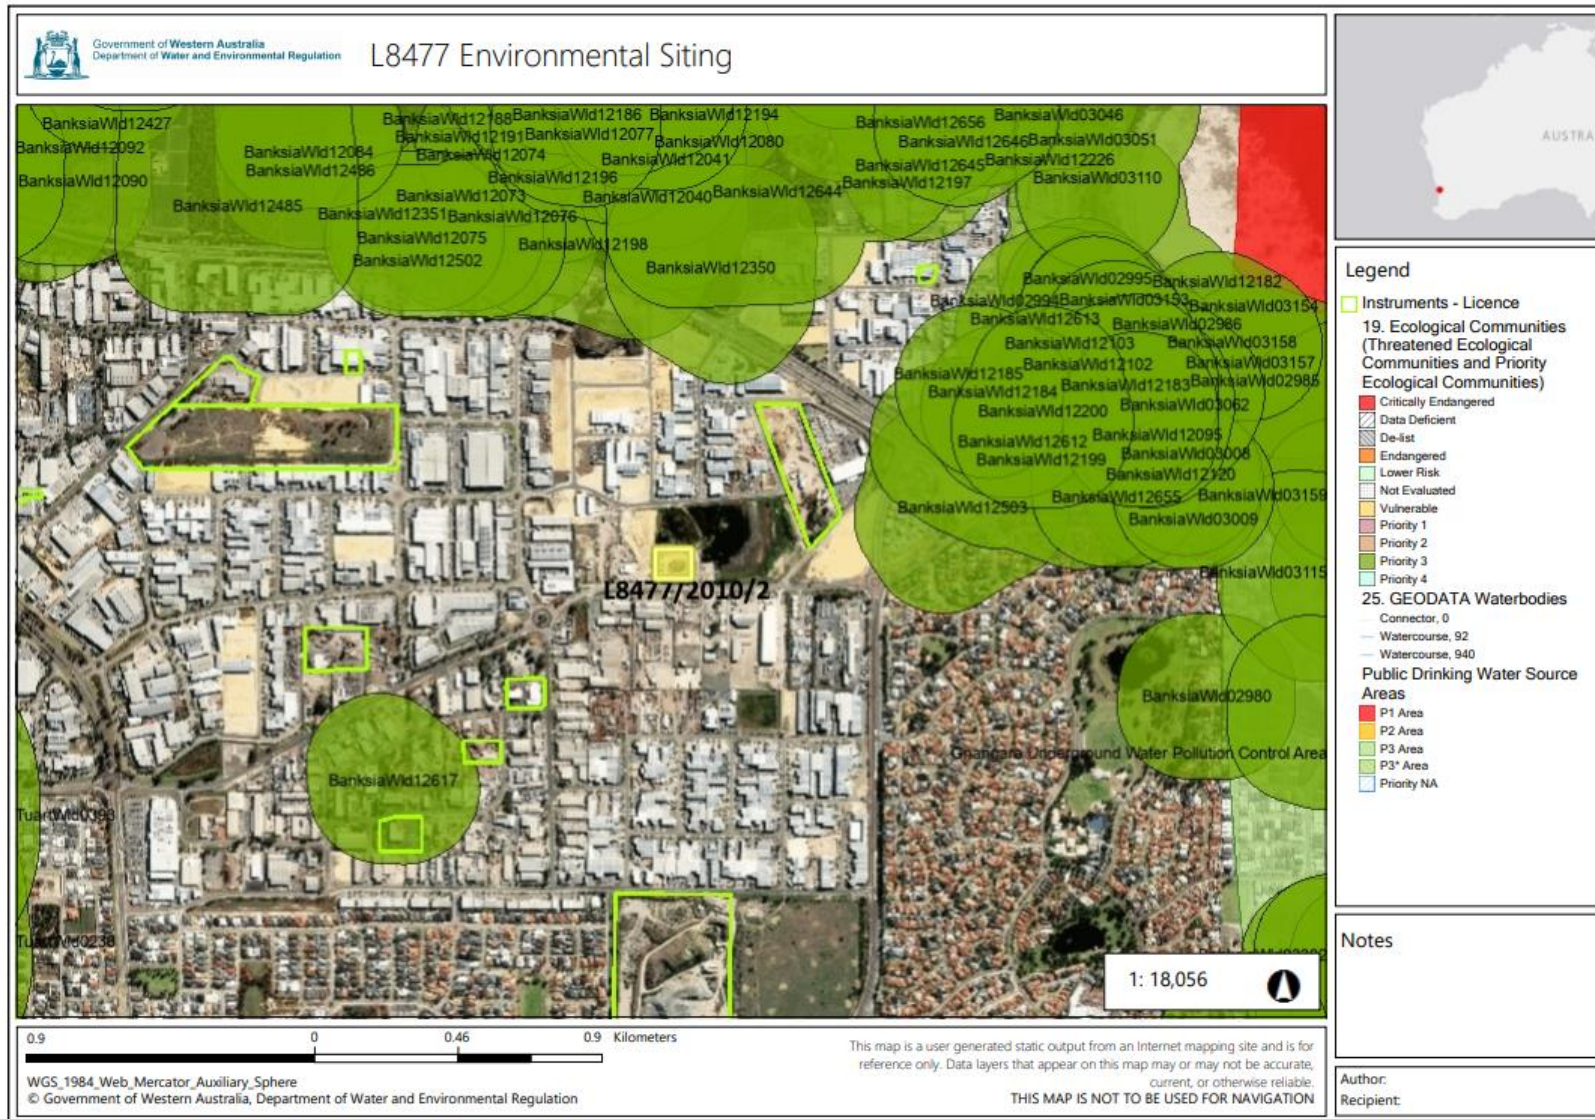 Government of Western Australia
Department of Water and Environmental Regulation
L8477 Environmental Siting
BanksiaWld12427
BanksiaWld12188
BanksiaWld12186
BanksiaWld12194
BanksiaWld12656
BanksiaWld03046
BanksiaWld12092
BanksiaWld12191
BanksiaWld12077
BanksiaWld12080
BanksiaWld12646
BanksiaWld03051
BanksiaWld12084
BanksiaWld12074
BanksiaWld12041
BanksiaWld12645
BanksiaWld12226
BanksiaWld12486
BanksiaWld12090
BanksiaWld12196
BanksiaWld12197
BanksiaWld03110
BanksiaWld12073
BanksiaWld12040
BanksiaWld12644
BanksiaWld12485
BanksiaWld12351
BanksiaWld12076
BanksiaWld12075
BanksiaWld12198
BanksiaWld12502
BanksiaWld12350
BanksiaWld02995
BanksiaWld12182
BanksiaWld02994
BanksiaWld03153
BanksiaWld03154
BanksiaWld12613
BanksiaWld02986
BanksiaWld12103
BanksiaWld03158
BanksiaWld12185
BanksiaWld12102
BanksiaWld03157
BanksiaWld12184
BanksiaWld12183
BanksiaWld02985
BanksiaWld12200
BanksiaWld03062
BanksiaWld12612
BanksiaWld12095
BanksiaWld12199
BanksiaWld03008
BanksiaWld12120
BanksiaWld12503
BanksiaWld12655
BanksiaWld03159
BanksiaWld03009
BanksiaWld03115
L8477/2010/2
BanksiaWld02980
Gnangara Underground Water Pollution Control Area
BanksiaWld12617
TuartWld0393
TuartWld0238
1: 18,056
0.9
0
0.46
0.9
Kilometers
WGS_1984_Web_Mercator_Auxiliary_Sphere
© Government of Western Australia, Department of Water and Environmental Regulation
This map is a user generated static output from an Internet mapping site and is for
reference only. Data layers that appear on this map may or may not be accurate,
current, or otherwise reliable.
THIS MAP IS NOT TO BE USED FOR NAVIGATION
AUSTRA
Legend
Instruments - Licence
19. Ecological Communities
(Threatened Ecological
Communities and Priority
Ecological Communities)
Critically Endangered
Data Deficient
De-list
Endangered
Lower Risk
Not Evaluated
Vulnerable
Priority 1
Priority 2
Priority 3
Priority 4
25. GEODATA Waterbodies
Connector, 0
Watercourse, 92
Watercourse, 940
Public Drinking Water Source
Areas
P1 Area
P2 Area
P3 Area
P3* Area
Priority NA
Notes
Author:
Recipient: